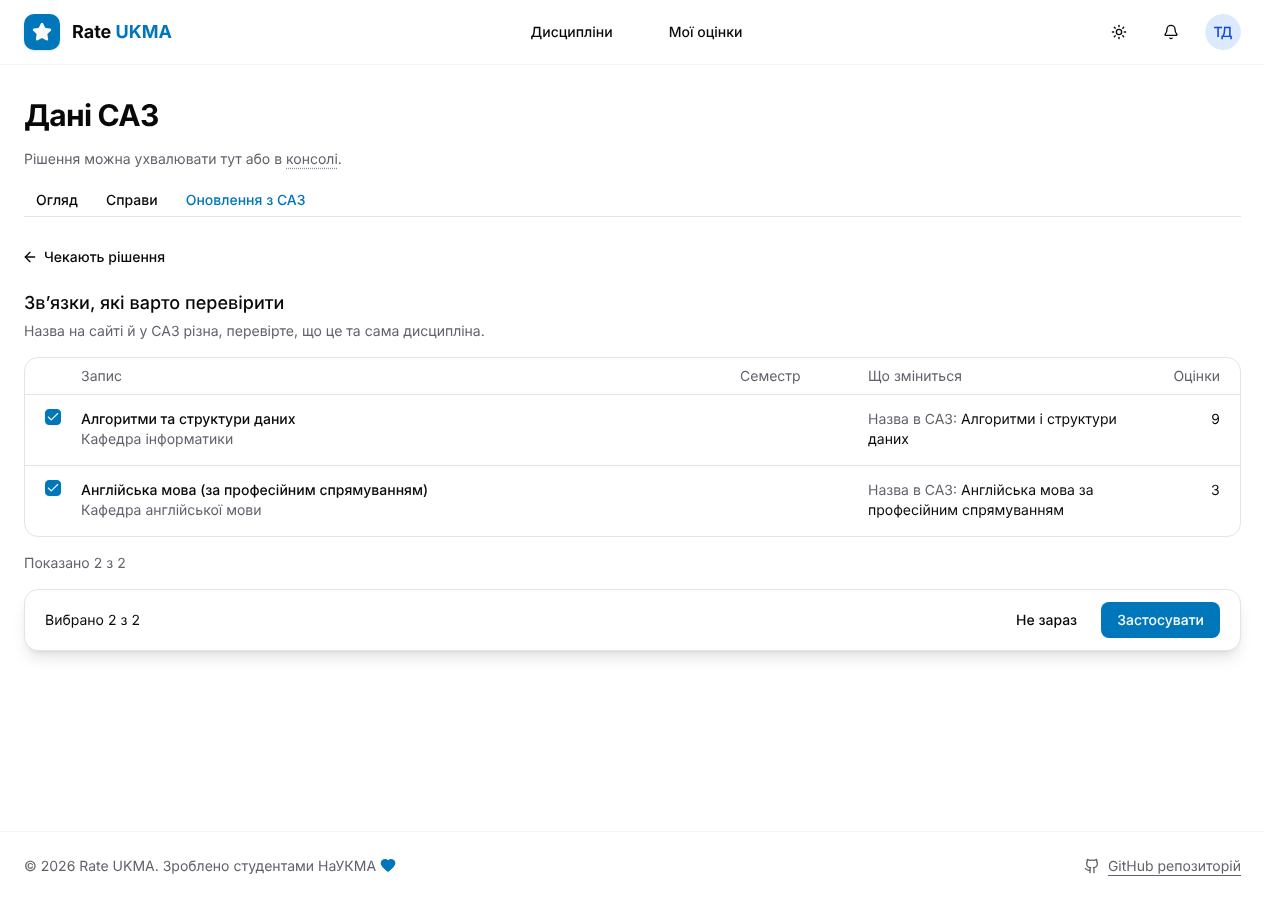 Rate UKMA
Дисципліни
Мої оцінки
ТД
Дані САЗ
Рішення можна ухвалювати тут або в консолі.
Огляд
Справи
Оновлення з САЗ
← Чекають рішення
Зв’язки, які варто перевірити
Назва на сайті й у САЗ різна, перевірте, що це та сама дисципліна.
Запис
Семестр
Що зміниться
Оцінки
Алгоритми та структури даних
Кафедра інформатики
Назва в САЗ: Алгоритми і структури
даних
9
Англійська мова (за професійним спрямуванням)
Кафедра англійської мови
Назва в САЗ: Англійська мова за
професійним спрямуванням
3
Показано 2 з 2
Вибрано 2 з 2
Не зараз
Застосувати
© 2026 Rate UKMA. Зроблено студентами НаУКМА
GitHub репозиторій